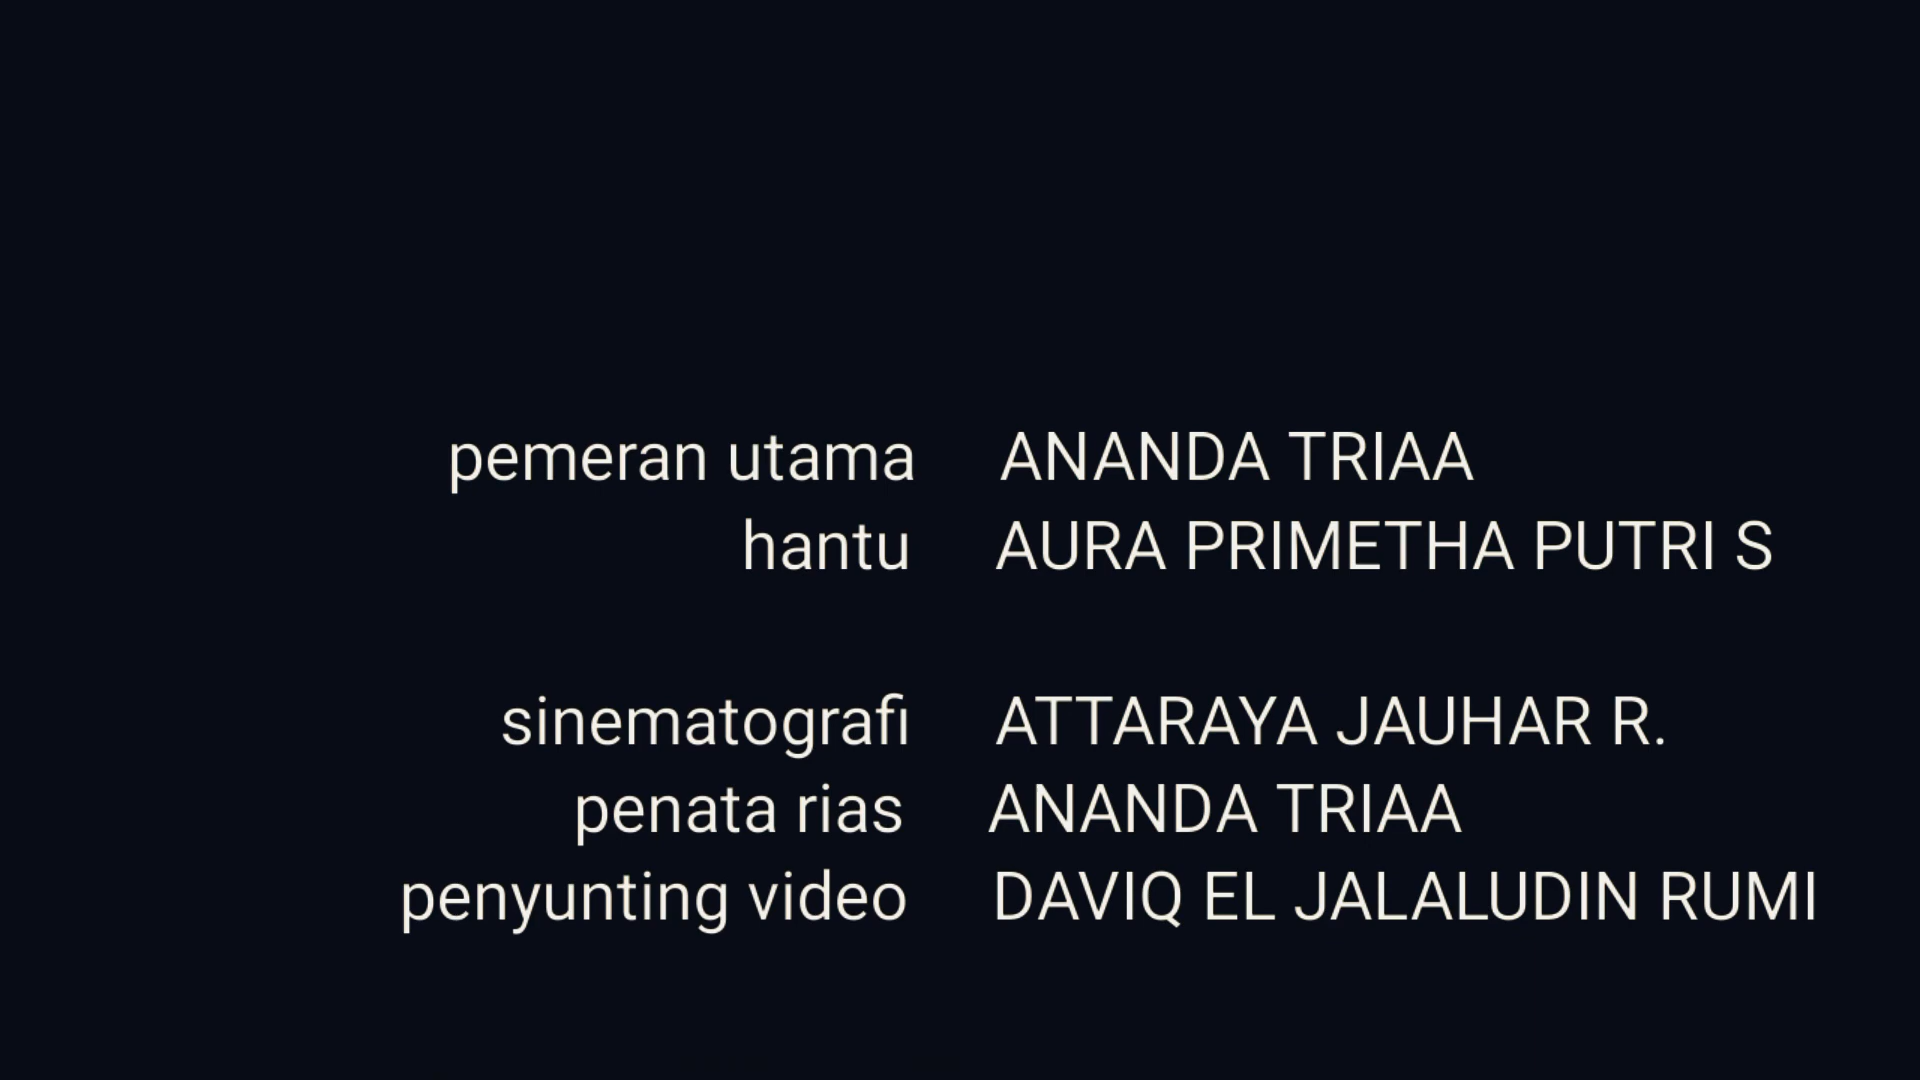 pemeran utama ANANDA TRIAA
hantu AURA PRIMETHA PUTRI S
sinematografi ATTARAYA JAUHAR R.
penata rias ANANDA TRIAA
penyunting video DAVIQ EL JALALUDIN RUMI